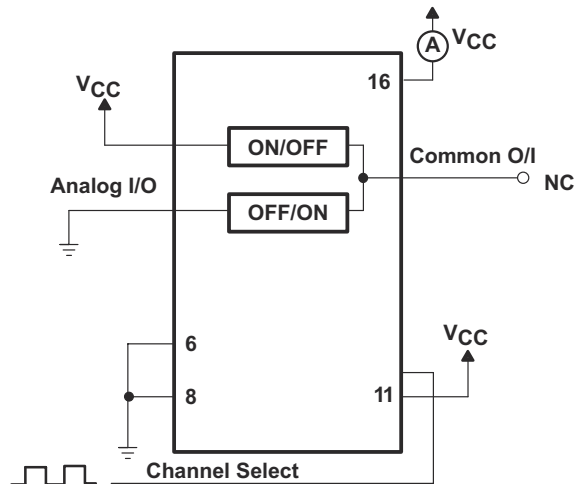 A VCC
16
VCC
ON/OFF
Common O/I
Analog I/O
NC
OFF/ON
6
VCC
8
11
Channel Select